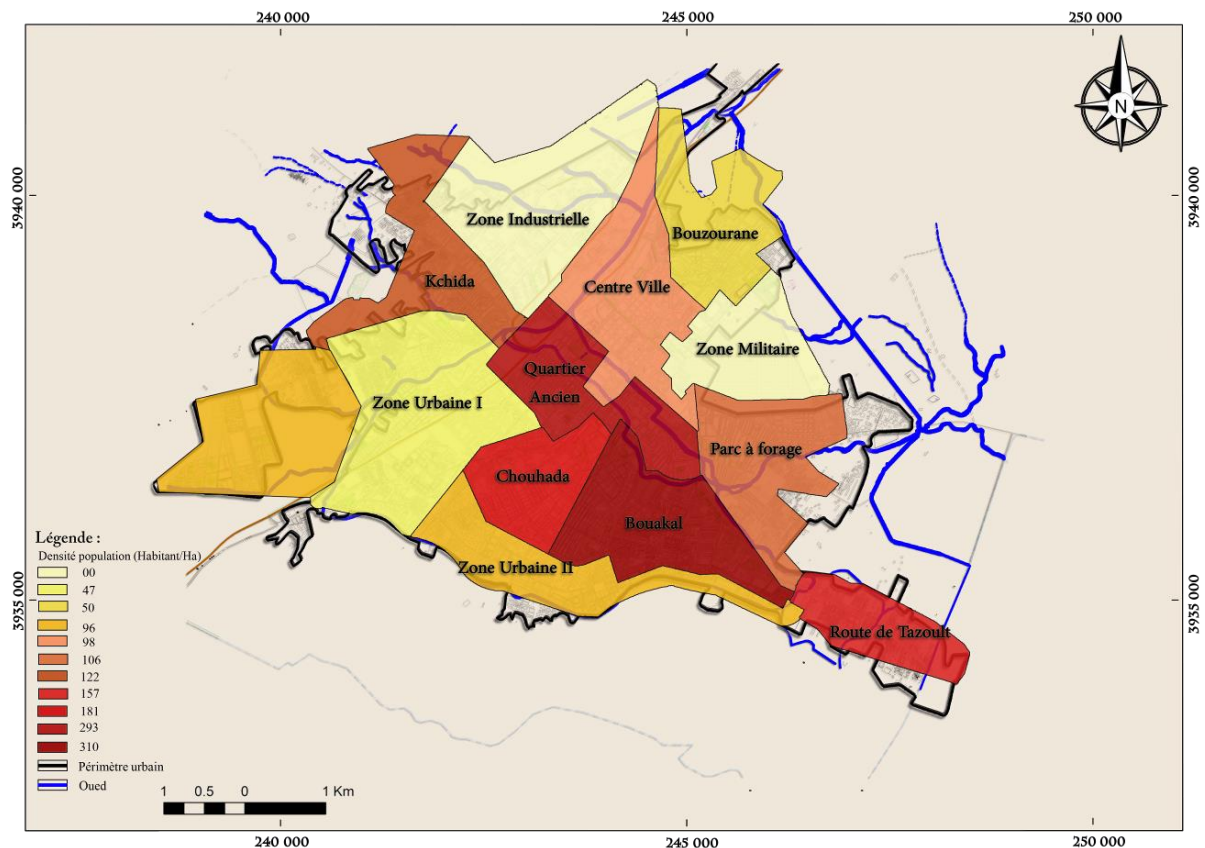 240 000
245 000
250 000
N
3940 000
3940 000
Zone Industrielle
Bouzourane
Kchida
Centre Ville
Zone Militaire
Quartier
Ancien
Zone Urbaine I
Parc à forage
Chouhada
Bouakal
Zone Urbaine II
3935 000
3935 000
Route de Tazoult
Légende :
Densité population (Habitant/Ha)
00
47
50
96
98
106
122
157
181
293
310
Périmètre urbain
Oued
1 0.5 0 1 Km
240 000
245 000
250 000